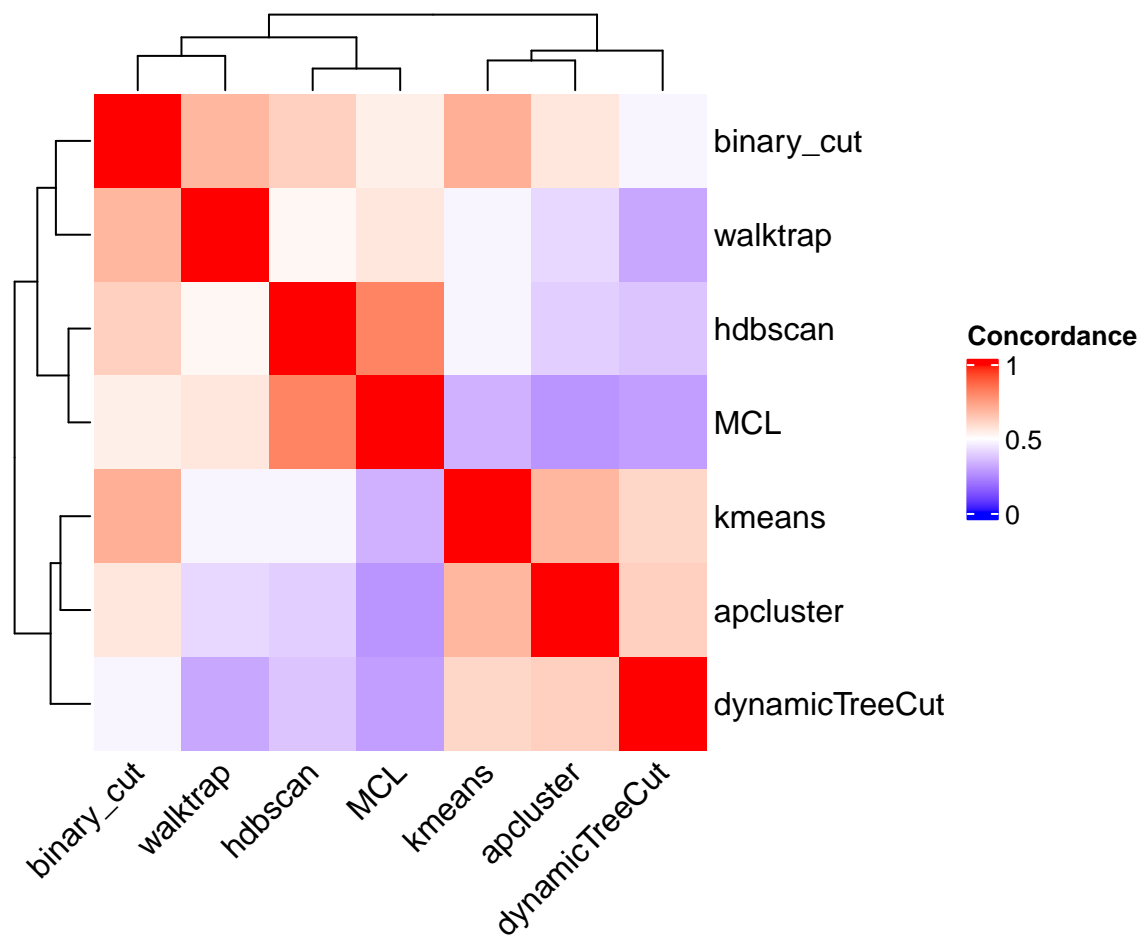 binary_cut
walktrap
hdbscan
MCL
kmeans
apcluster
dynamicTreeCut
binary_cut
walktrap
hdbscan
MCL
kmeans
apcluster
dynamicTreeCut
Concordance
1
0.5
0